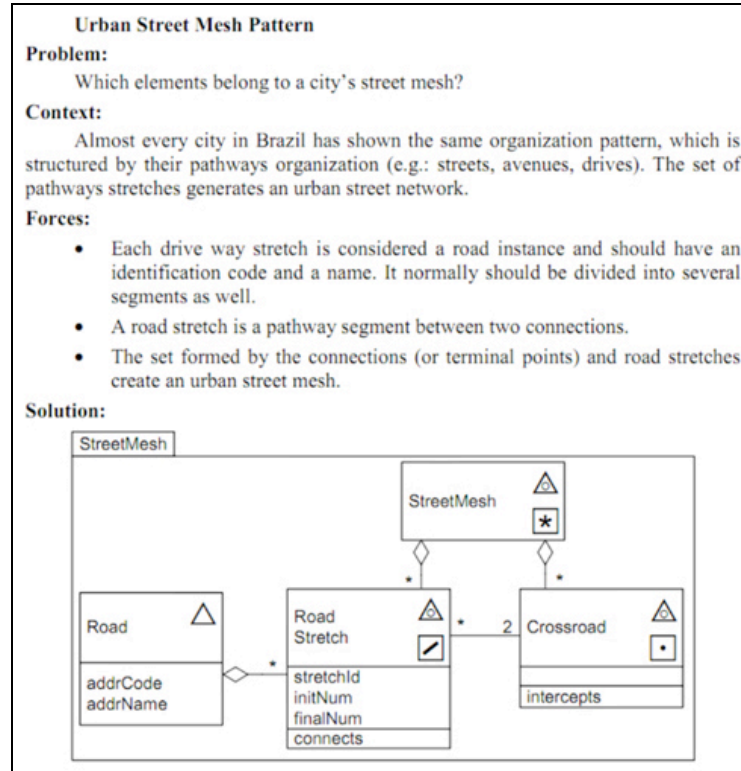 Urban Street Mesh Pattern
Problem:
Which elements belong to a city's street mesh?
Context:
Almost every city in Brazil has shown the same organization pattern, which is
structured by their pathways organization (e.g.: streets, avenues, drives). The set of
pathways stretches generates an urban street network.
Forces:
• Each drive way stretch is considered a road instance and should have an
identification code and a name. It normally should be divided into several
segments as well.
• A road stretch is a pathway segment between two connections.
• The set formed by the connections (or terminal points) and road stretches
create an urban street mesh.
Solution:
StreetMesh
StreetMesh
*
* *
Road
addrCode
addrName
*
Road
Stretch
stretchId
initNum
finalNum
connects
* 2
Crossroad
intercepts